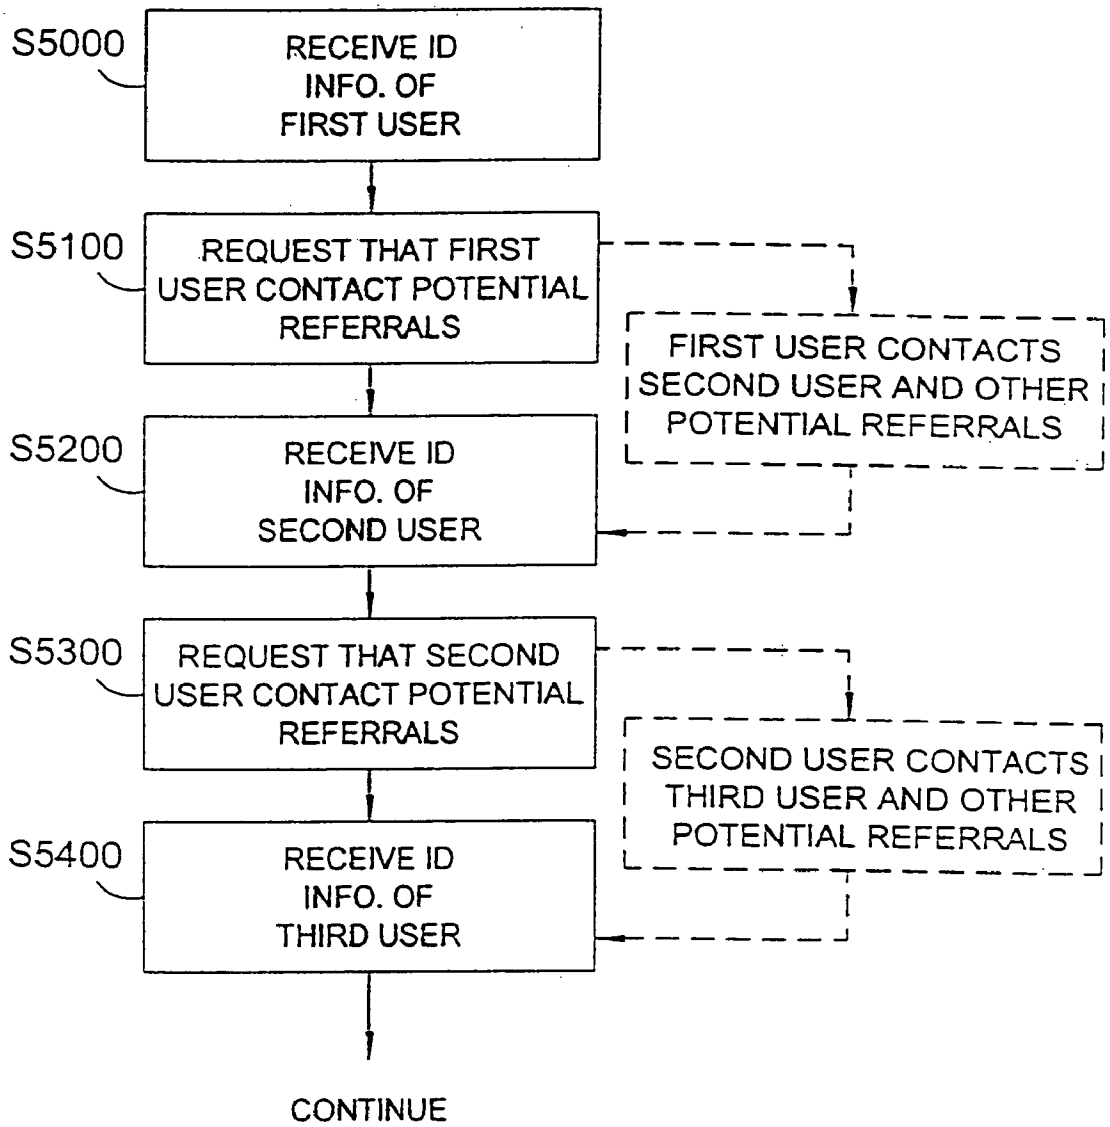 S5000
RECEIVE ID
INFO. OF
FIRST USER
S5100
REQUEST THAT FIRST
USER CONTACT POTENTIAL
REFERRALS
FIRST USER CONTACTS
SECOND USER AND OTHER
POTENTIAL REFERRALS
S5200
RECEIVE ID
INFO. OF
SECOND USER
S5300
REQUEST THAT SECOND
USER CONTACT POTENTIAL
REFERRALS
SECOND USER CONTACTS
THIRD USER AND OTHER
POTENTIAL REFERRALS
S5400
RECEIVE ID
INFO. OF
THIRD USER
CONTINUE